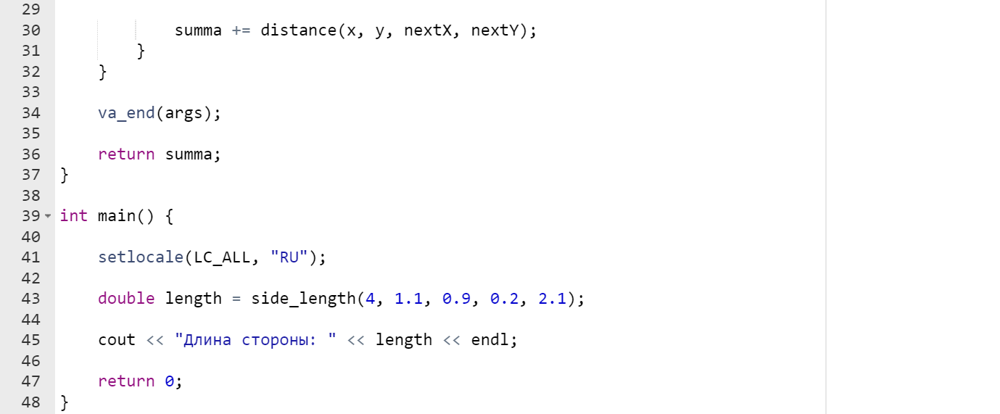 29
30 summa += distance(x, y, nextX, nextY);
31 }
32 }
33
34 va_end(args);
35
36 return summa;
37 }
38
39 int main() {
40
41 setlocale(LC_ALL, "RU");
42
43 double length = side_length(4, 1.1, 0.9, 0.2, 2.1);
44
45 cout << "Длина стороны: " << length << endl;
46
47 return 0;
48 }